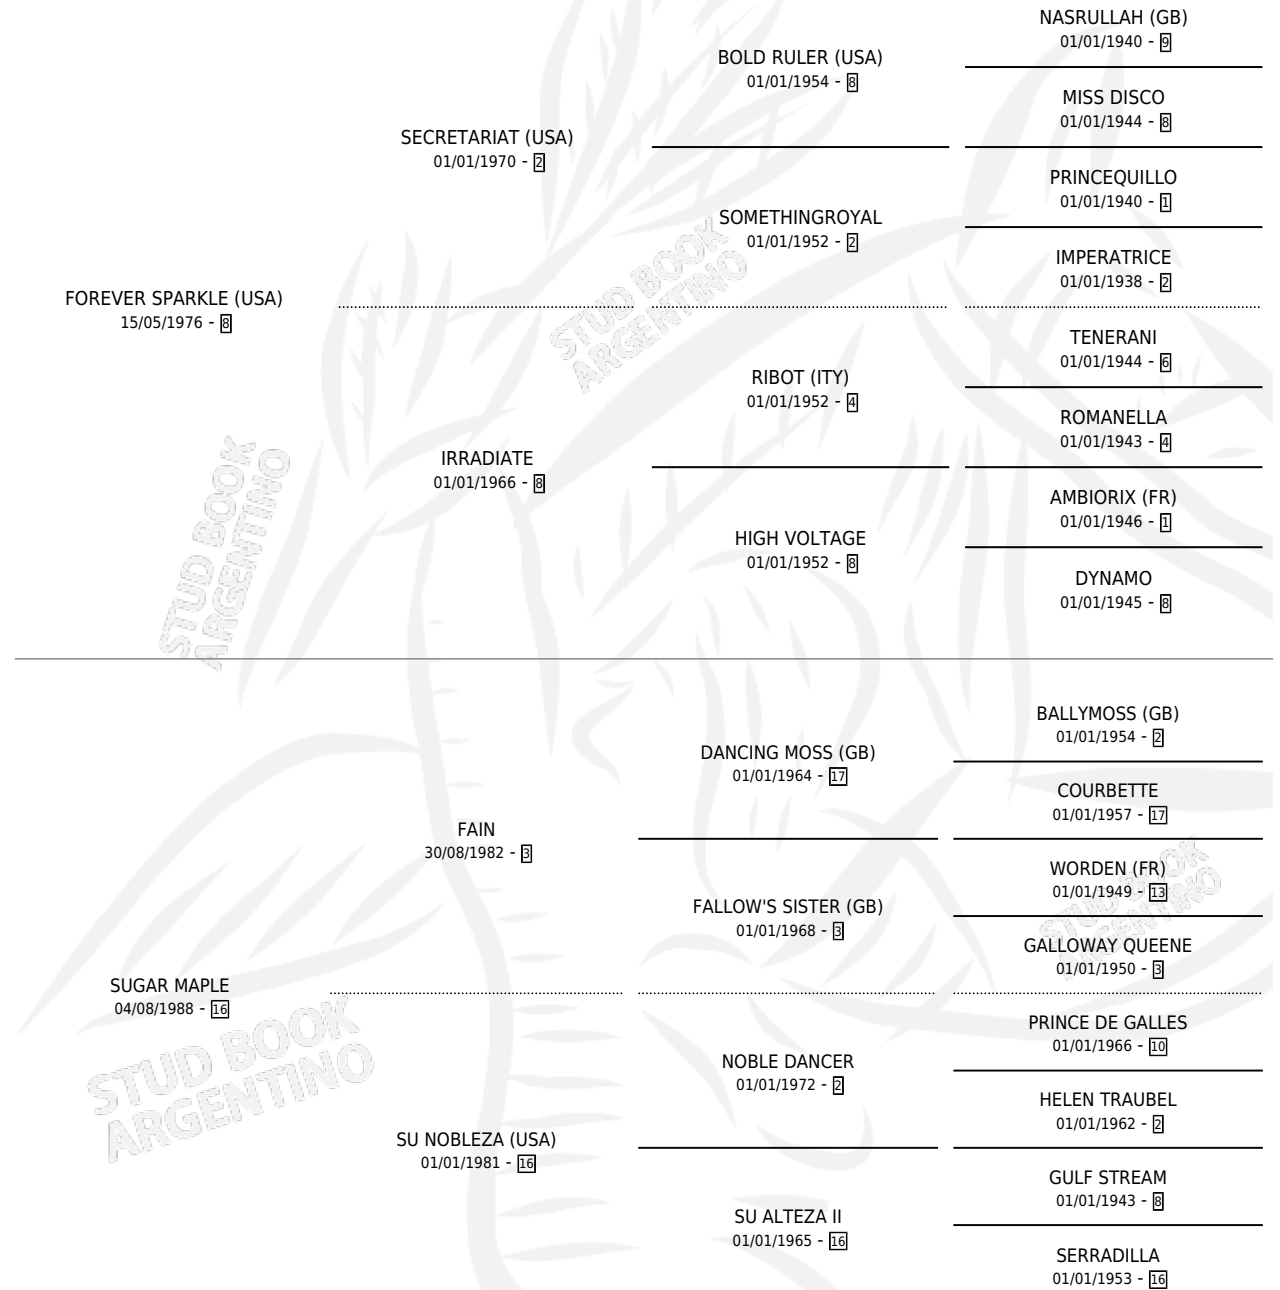 NASRULLAH (GB)
01/01/1940 - 9
BOLD RULER (USA)
01/01/1954 - 8
MISS DISCO
01/01/1944 - 8
SECRETARIAT (USA)
01/01/1970 - 2
PRINCEQUILLO
01/01/1940 - 1
SOMETHINGROYAL
01/01/1952 - 2
IMPERATRICE
01/01/1938 - 2
FOREVER SPARKLE (USA)
15/05/1976 - 8
TENERANI
01/01/1944 - 6
RIBOT (ITY)
01/01/1952 - 4
ROMANELLA
01/01/1943 - 4
IRRADIATE
01/01/1966 - 8
AMBIORIX (FR)
01/01/1946 - 1
HIGH VOLTAGE
01/01/1952 - 8
DYNAMO
01/01/1945 - 8
STUD BOOK
ARGENTINO
STUD BOOK
ARGENTINO
BALLYMOSS (GB)
01/01/1954 - 2
DANCING MOSS (GB)
01/01/1964 - 17
COURBETTE
01/01/1957 - 17
FAIN
30/08/1982 - 3
WORDEN (FR)
01/01/1949 - 13
FALLOW'S SISTER (GB)
01/01/1968 - 3
GALLOWAY QUEENE
01/01/1950 - 3
SUGAR MAPLE
04/08/1988 - 16
PRINCE DE GALLES
01/01/1966 - 10
NOBLE DANCER
01/01/1972 - 2
HELEN TRAUBEL
01/01/1962 - 2
SU NOBLEZA (USA)
01/01/1981 - 16
GULF STREAM
01/01/1943 - 8
SU ALTEZA II
01/01/1965 - 16
SERRADILLA
01/01/1953 - 16
STUD BOOK
ARGENTINO
STUD BOOK
ARGENTINO